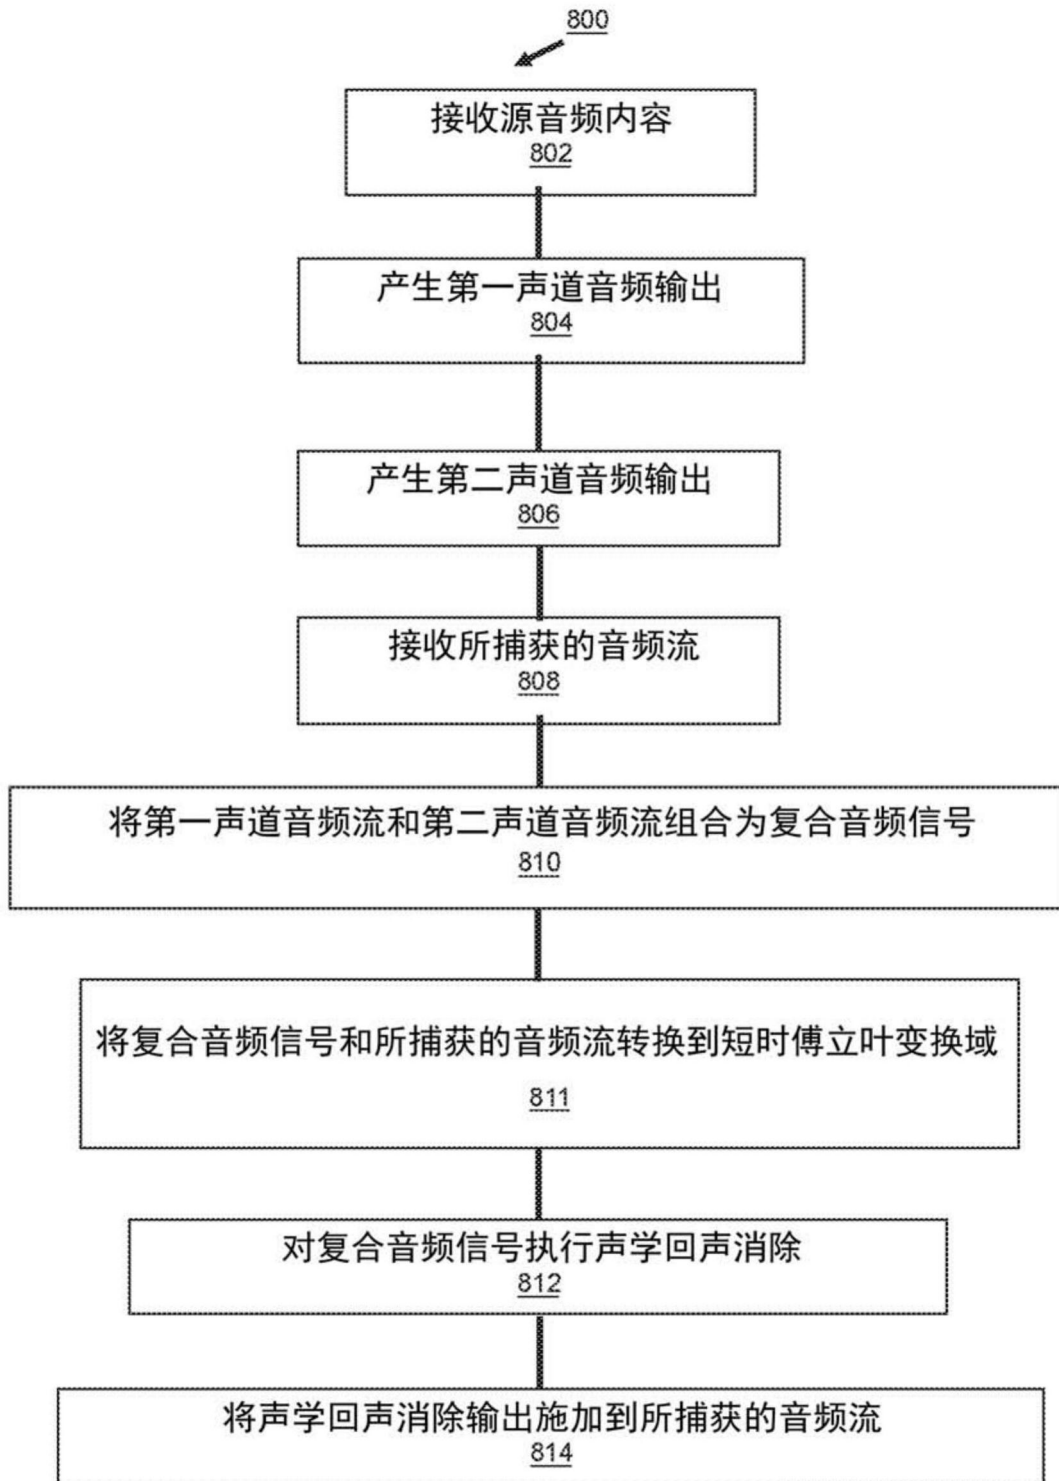 800
接收源音频内容
802
产生第一声道音频输出
804
产生第二声道音频输出
806
接收所捕获的音频流
808
将第一声道音频流和第二声道音频流组合为复合音频信号
810
将复合音频信号和所捕获的音频流转换到短时傅立叶变换域
811
对复合音频信号执行声学回声消除
812
将声学回声消除输出施加到所捕获的音频流
814